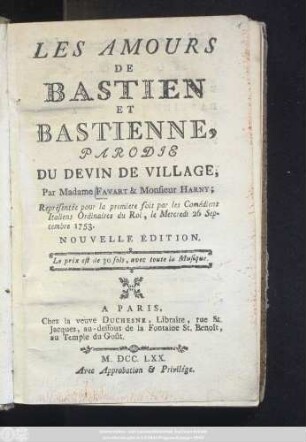 LES AMOURS
DE
BASTIEN
ET
BASTIENNE,
PARODIE
DU DEVIN DE VILLAGE,
Par Madame FAVART & Monsieur HARNY;
Représentée pour la premiere fois par les Comédiens
Italiens Ordinaires du Roi, le Mercredi 26 Sep-
tembre 1753.
NOUVELLE ÉDITION.
Le prix est de 30 sols, avec toute la Musique.
A PARIS,
Chez la veuve DUCHESNE, Libraire, rue St.
Jacques, au-dessous de la Fontaine St. Benoît,
au Temple du Goût.
M. DCC. LXX.
Avec Approbation & Privilége.